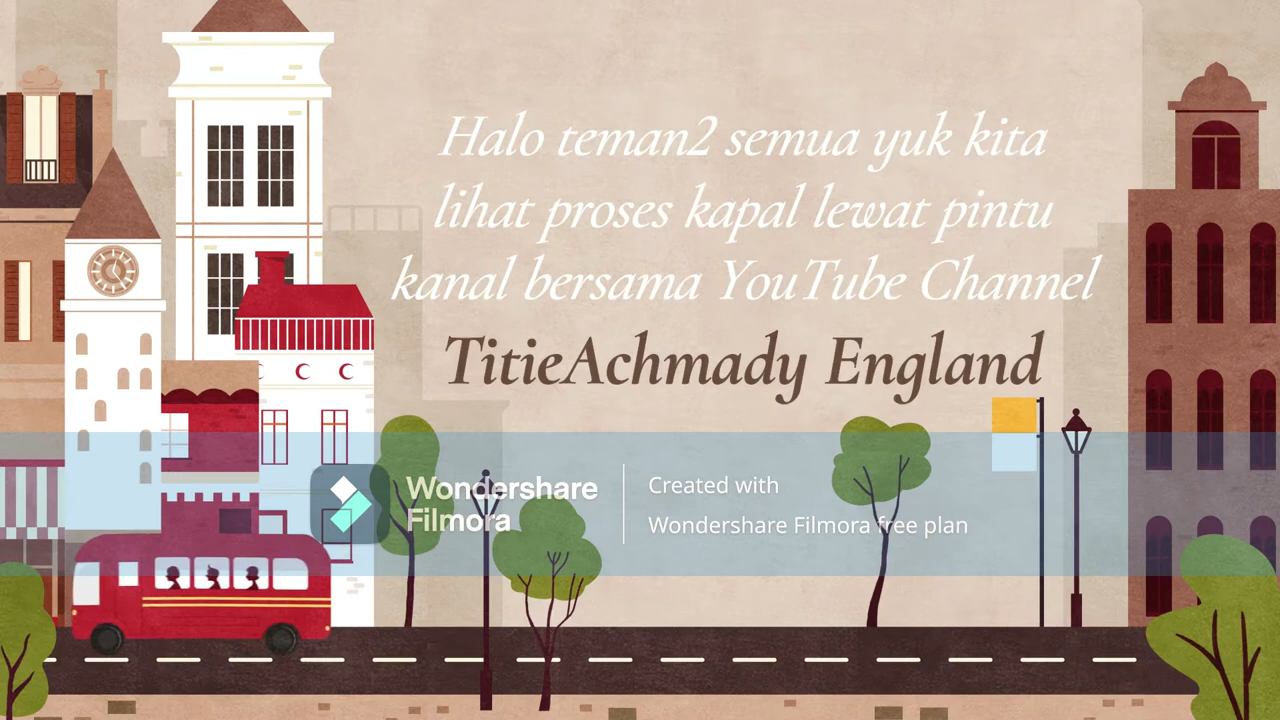 Halo teman2 semua yuk kita
lihat proses kapal lewat pintu
kanal bersama YouTube Channel
TitieAchmady England
Wondershare
Filmora
Created with
Wondershare Filmora free plan